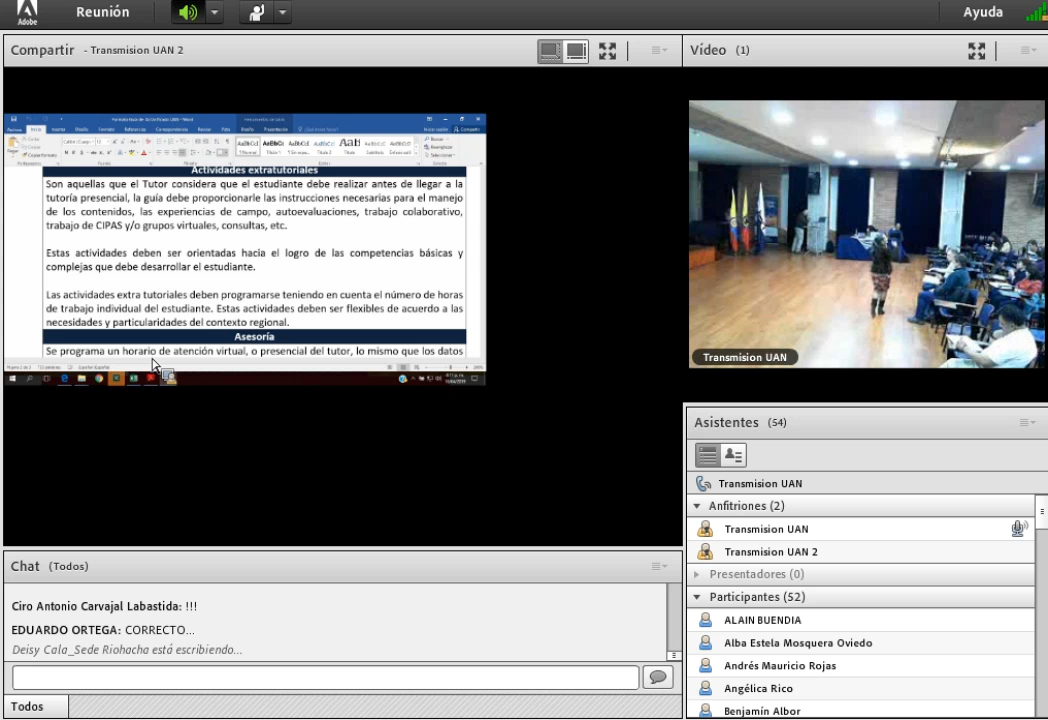 Adobe
Reunión
Ayuda
Compartir - Transmision UAN 2
Vídeo (1)
Actividades extratutoriales
Son aquellas que el Tutor considera que el estudiante debe realizar antes de llegar a la
tutoría presencial, la guía debe proporcionarle las instrucciones necesarias para el manejo
de los contenidos, las experiencias de campo, autoevaluaciones, trabajo colaborativo,
trabajo de CIPAS y/o grupos virtuales, consultas, etc.
Estas actividades deben ser orientadas hacia el logro de las competencias básicas y
complejas que debe desarrollar el estudiante.
Las actividades extra tutoriales deben programarse teniendo en cuenta el número de horas
de trabajo individual del estudiante. Estas actividades deben ser flexibles de acuerdo a las
necesidades y particularidades del contexto regional.
Asesoría
Se programa un horario de atención virtual, o presencial del tutor, lo mismo que los datos
Transmision UAN
Asistentes (54)
Transmision UAN
Anfitriones (2)
Transmision UAN
Transmision UAN 2
Presentadores (0)
Participantes (52)
ALAIN BUENDIA
Alba Estela Mosquera Oviedo
Andrés Mauricio Rojas
Angélica Rico
Benjamín Albor
Chat (Todos)
Ciro Antonio Carvajal Labastida: !!!
EDUARDO ORTEGA: CORRECTO...
Deisy Cala_Sede Riohacha está escribiendo...
Todos